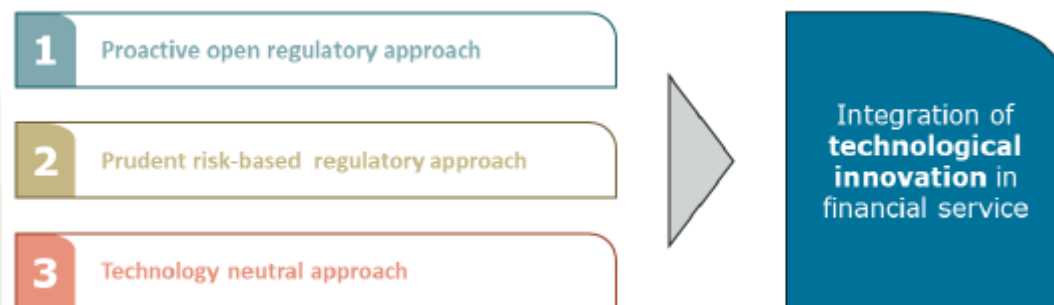 1
Proactive open regulatory approach
2
Prudent risk-based regulatory approach
3
Technology neutral approach
Integration of
technological
innovation in
financial service